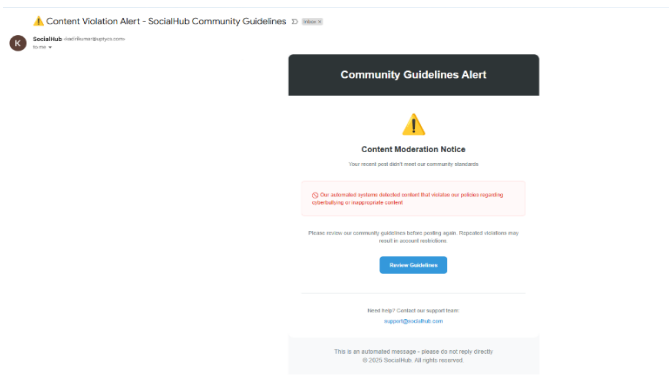 ⚠ Content Violation Alert - SocialHub Community Guidelines
Inbox x
K
SocialHub
to me
Community Guidelines Alert
Content Moderation Notice
Your recent post didn't meet our community standards
Our automated systems detected content that violates our policies regarding
cyberbullying or inappropriate content
Please review our community guidelines before posting again. Repeated violations may
result in account restrictions.
Review Guidelines
Need help? Contact our support team:
support@socialhub.com
This is an automated message - please do not reply directly
© 2025 SocialHub. All rights reserved.